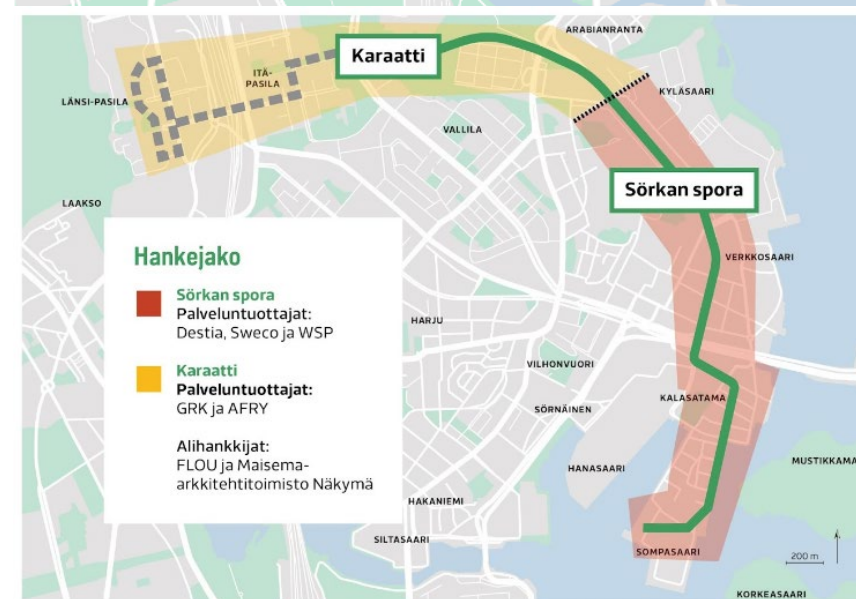 ARABIANRANTA
Karaatti
ITÄ-
PASILA
LÄNSI-PASILA
KYLÄSAARI
VALLILA
Sörkan spora
LAAKSO
Hankejako
Sörkan spora
Palveluntuottajat:
Destia, Sweco ja WSP
Karaatti
Palveluntuottajat:
GRK ja AFRY
Alihankkijat:
FLOU ja Maisema-
arkkitehtitoimisto Näkymä
VERKKOSAARI
HARJU
VILHONVUORI
KALASATAMA
SÖRNÄINEN
MUSTIKKAMA
HANASAARI
HAKANIEMI
SILTASAARI
SOMPASAARI
200 m
KORKEASAARI